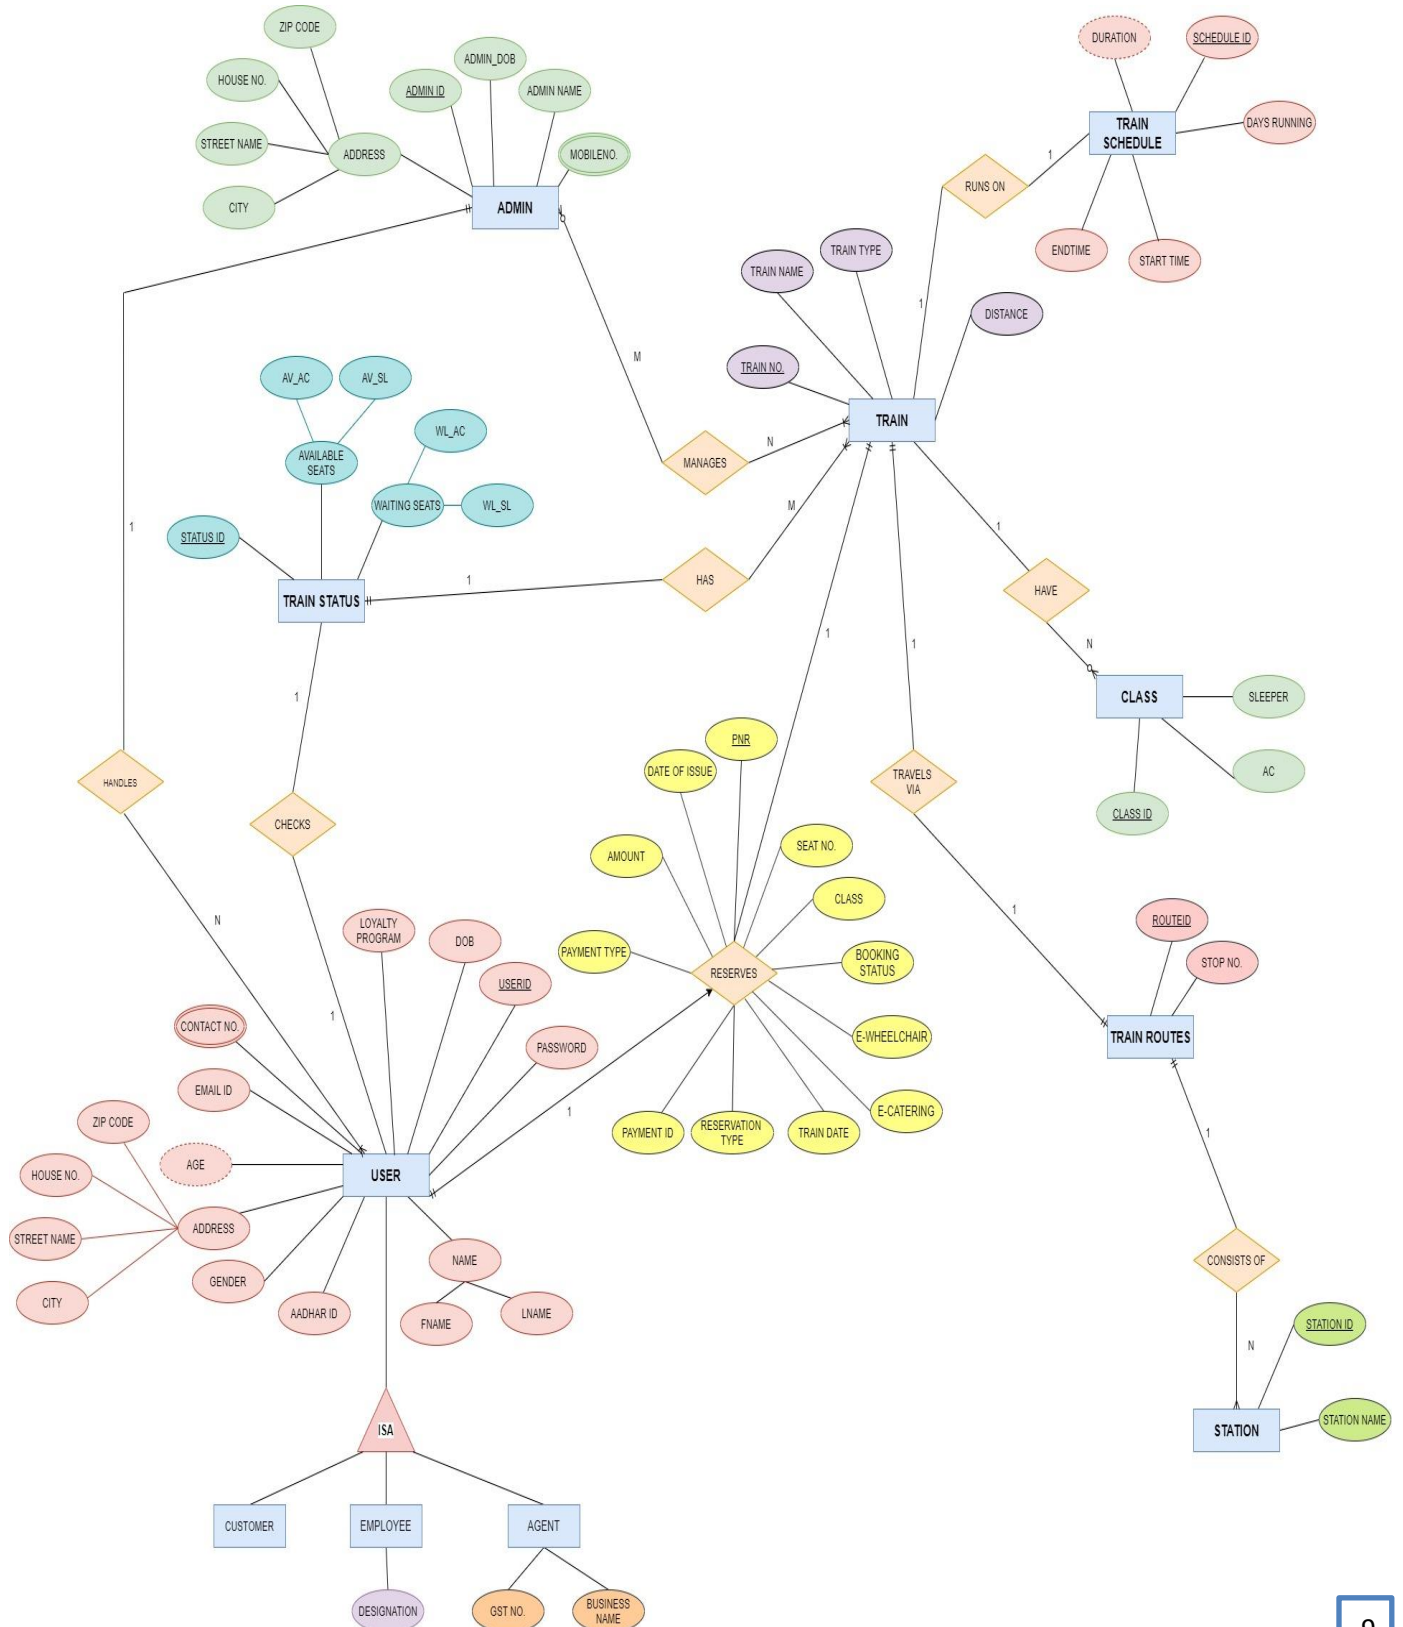 ZIP CODE
HOUSE NO.
STREET NAME
CITY
ADDRESS
ADMIN ID
ADMIN_DOB
ADMIN NAME
MOBILENO.
ADMIN
DURATION
SCHEDULE ID
TRAIN
SCHEDULE
DAYS RUNNING
ENDTIME
START TIME
RUNS ON
1
1
TRAIN NAME
TRAIN TYPE
DISTANCE
TRAIN NO.
TRAIN
M
MANAGES
N
AV_AC
AV_SL
AVAILABLE
SEATS
WL_AC
WAITING SEATS
WL_SL
STATUS ID
TRAIN STATUS
1
HAS
M
1
HAVE
N
CLASS
SLEEPER
AC
CLASS ID
1
HANDLES
N
1
CHECKS
1
1
1
TRAVELS
VIA
1
PNR
DATE OF ISSUE
AMOUNT
PAYMENT TYPE
SEAT NO.
CLASS
BOOKING
STATUS
E-WHEELCHAIR
E-CATERING
TRAIN DATE
RESERVATION
TYPE
PAYMENT ID
RESERVES
1
ROUTEID
STOP NO.
TRAIN ROUTES
1
CONSISTS OF
N
STATION ID
STATION NAME
STATION
LOYALTY
PROGRAM
DOB
USERID
PASSWORD
CONTACT NO.
EMAIL ID
AGE
USER
ZIP CODE
HOUSE NO.
STREET NAME
CITY
ADDRESS
GENDER
AADHAR ID
NAME
FNAME
LNAME
ISA
CUSTOMER
EMPLOYEE
AGENT
DESIGNATION
GST NO.
BUSINESS
NAME